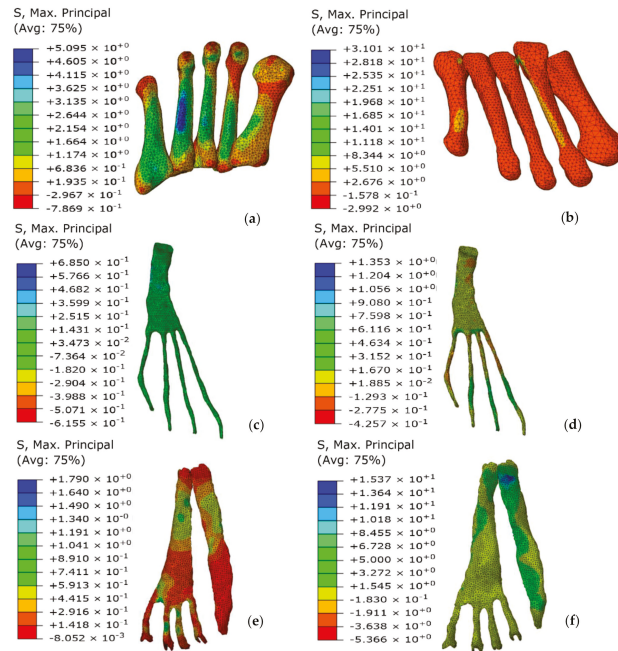 S, Max. Principal
(Avg: 75%)
+5.095 × 10⁺⁰
+4.605 × 10⁺⁰
+4.115 × 10⁺⁰
+3.625 × 10⁺⁰
+3.135 × 10⁺⁰
+2.644 × 10⁺⁰
+2.154 × 10⁺⁰
+1.664 × 10⁺⁰
+1.174 × 10⁺⁰
+6.836 × 10⁻¹
+1.935 × 10⁻¹
-2.967 × 10⁻¹
-7.869 × 10⁻¹
(a)
S, Max. Principal
(Avg: 75%)
+3.101 × 10⁺¹
+2.818 × 10⁺¹
+2.535 × 10⁺¹
+2.251 × 10⁺¹
+1.968 × 10⁺¹
+1.685 × 10⁺¹
+1.401 × 10⁺¹
+1.118 × 10⁺¹
+8.344 × 10⁺⁰
+5.510 × 10⁺⁰
+2.676 × 10⁺⁰
-1.578 × 10⁻¹
-2.992 × 10⁺⁰
(b)
S, Max. Principal
(Avg: 75%)
+6.850 × 10⁻¹
+5.766 × 10⁻¹
+4.682 × 10⁻¹
+3.599 × 10⁻¹
+2.515 × 10⁻¹
+1.431 × 10⁻¹
+3.473 × 10⁻²
-7.364 × 10⁻²
-1.820 × 10⁻¹
-2.904 × 10⁻¹
-3.988 × 10⁻¹
-5.071 × 10⁻¹
-6.155 × 10⁻¹
(c)
S, Max. Principal
(Avg: 75%)
+1.353 × 10⁺⁰
+1.204 × 10⁺⁰
+1.056 × 10⁺⁰
+9.080 × 10⁻¹
+7.598 × 10⁻¹
+6.116 × 10⁻¹
+4.634 × 10⁻¹
+3.152 × 10⁻¹
+1.670 × 10⁻¹
+1.885 × 10⁻²
-1.293 × 10⁻¹
-2.775 × 10⁻¹
-4.257 × 10⁻¹
(d)
S, Max. Principal
(Avg: 75%)
+1.790 × 10⁺⁰
+1.640 × 10⁺⁰
+1.490 × 10⁺⁰
+1.340 × 10⁻⁰
+1.191 × 10⁺⁰
+1.041 × 10⁺⁰
+8.910 × 10⁻¹
+7.411 × 10⁻¹
+5.913 × 10⁻¹
+4.415 × 10⁻¹
+2.916 × 10⁻¹
+1.418 × 10⁻¹
-8.052 × 10⁻³
(e)
S, Max. Principal
(Avg: 75%)
+1.537 × 10⁺¹
+1.364 × 10⁺¹
+1.191 × 10⁺¹
+1.018 × 10⁺¹
+8.455 × 10⁺⁰
+6.728 × 10⁺⁰
+5.000 × 10⁺⁰
+3.272 × 10⁺⁰
+1.545 × 10⁺⁰
-1.830 × 10⁻¹
-1.911 × 10⁺⁰
-3.638 × 10⁺⁰
-5.366 × 10⁺⁰
(f)